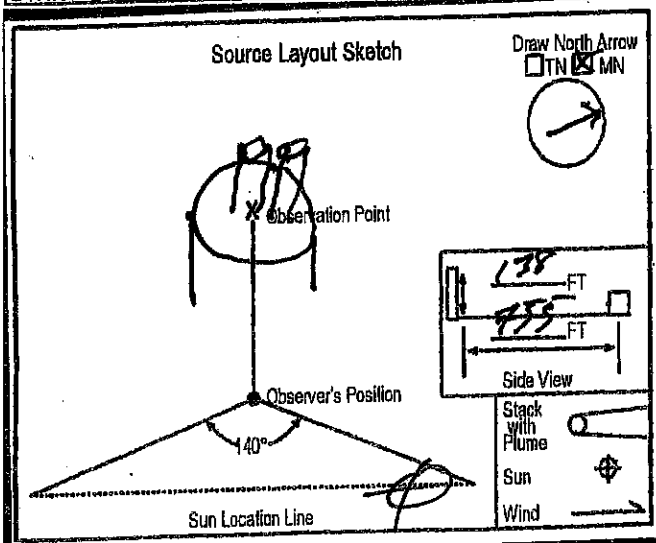 Source Layout Sketch
Draw North Arrow
TN X MN
X Observation Point
138 FT
755 FT
Side View
Observer's Position
140°
Sun Location Line
Stack
with
Plume
Sun
Wind